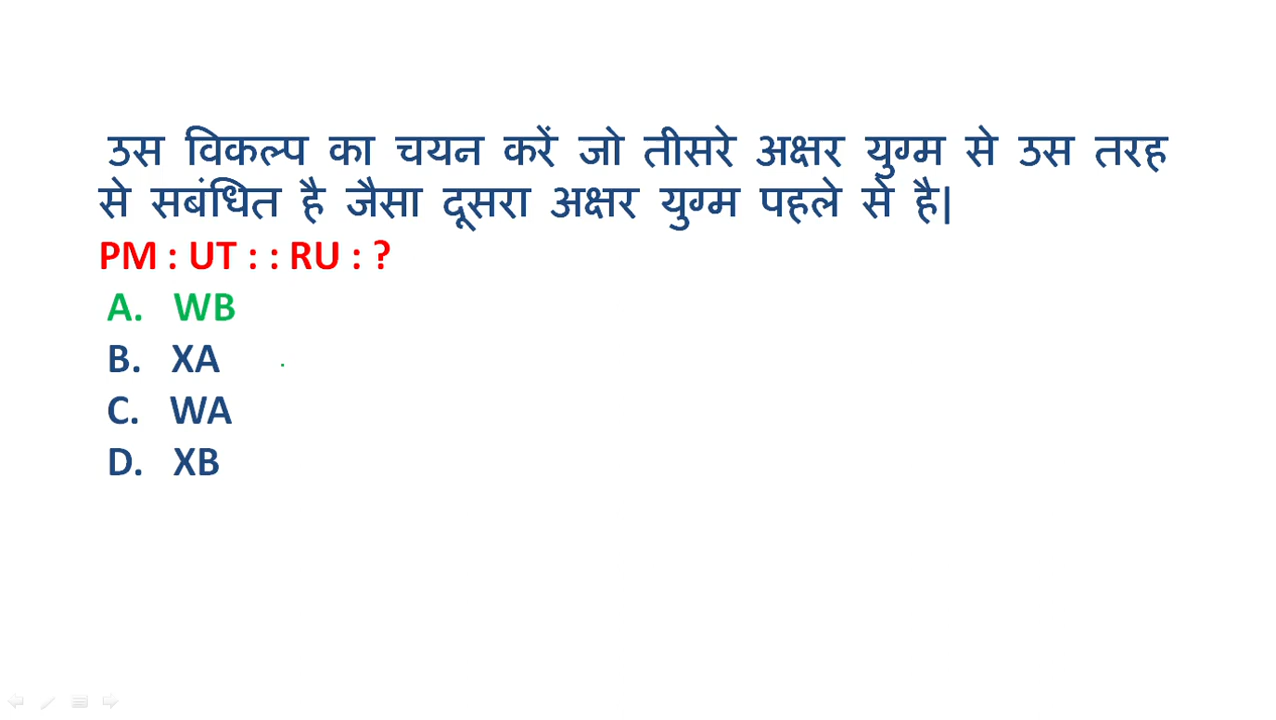 उस विकल्प का चयन करें जो तीसरे अक्षर युग्म से उस तरह
से सबंधित है जैसा दूसरा अक्षर युग्म पहले से है|
PM : UT : : RU : ?
A. WB
B. XA
C. WA
D. XB